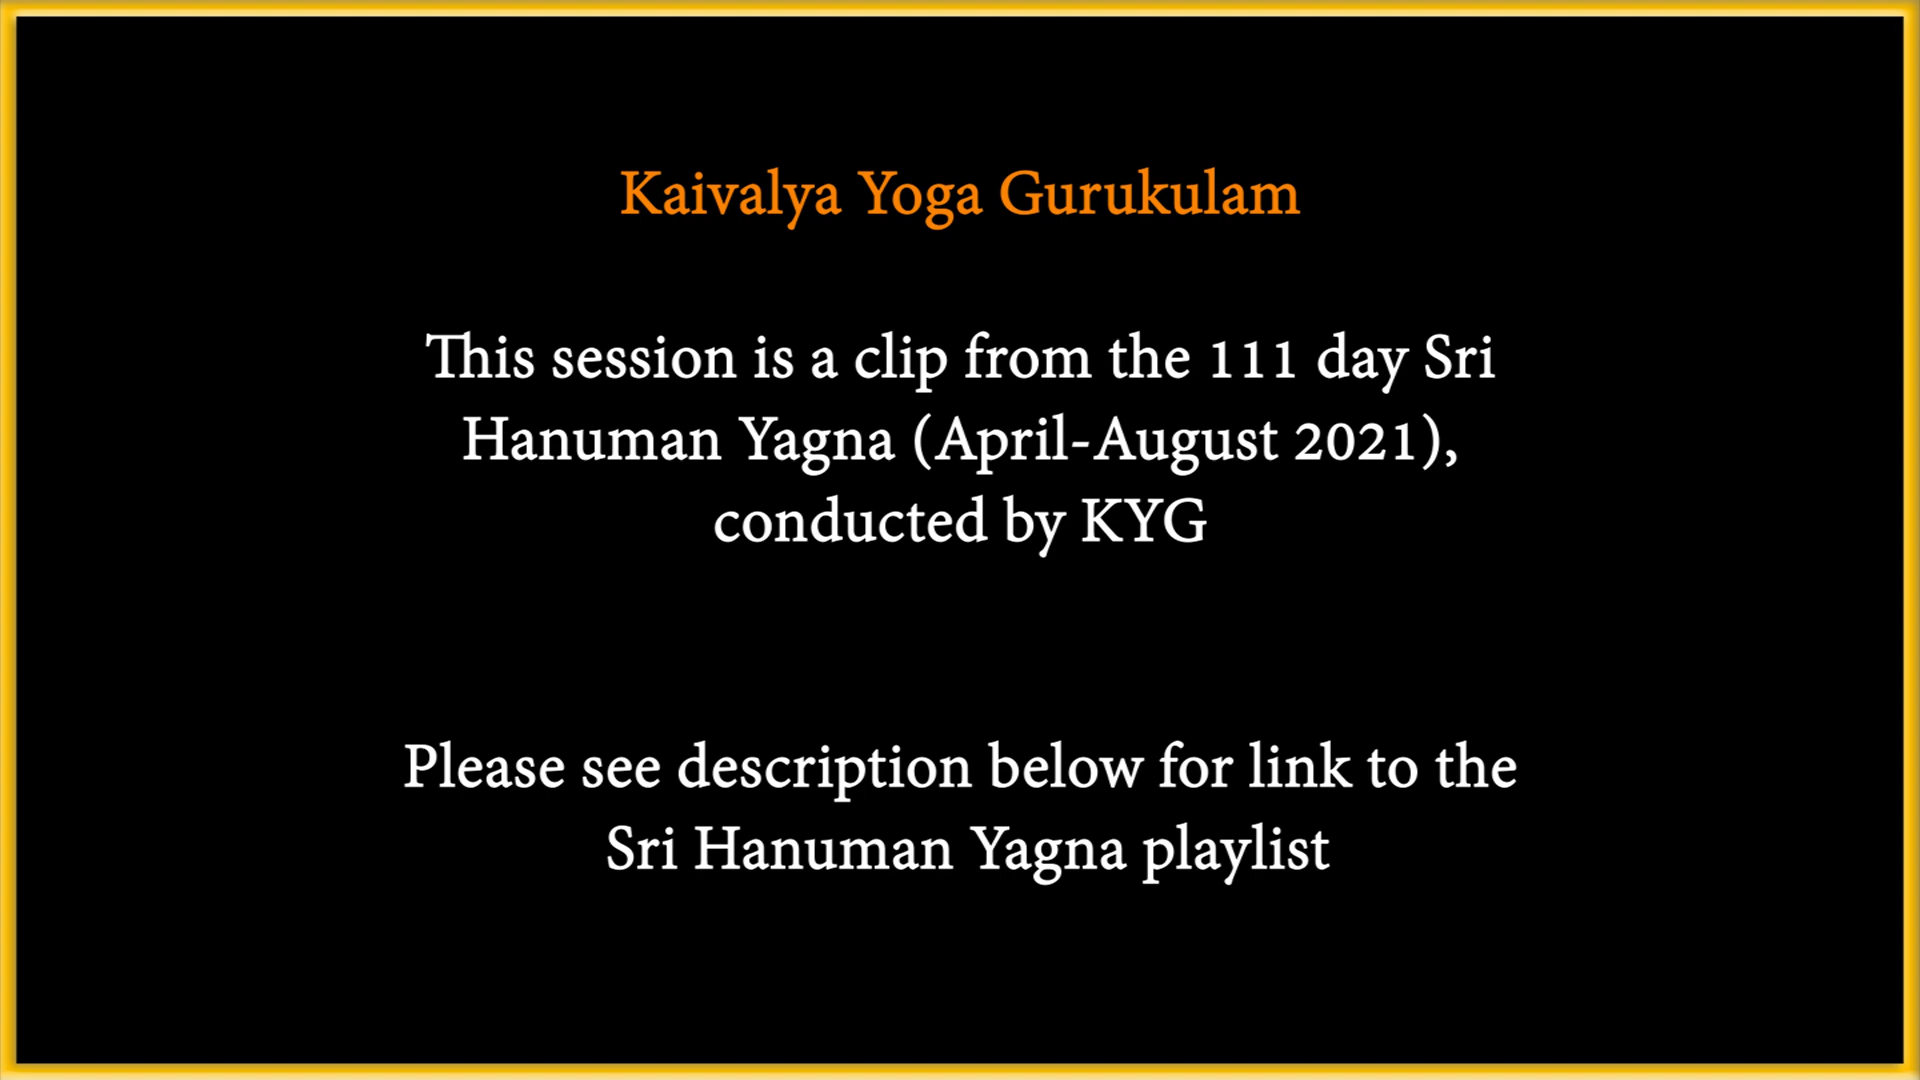 Kaivalya Yoga Gurukulam
This session is a clip from the 111 day Sri
Hanuman Yagna (April-August 2021),
conducted by KYG
Please see description below for link to the
Sri Hanuman Yagna playlist